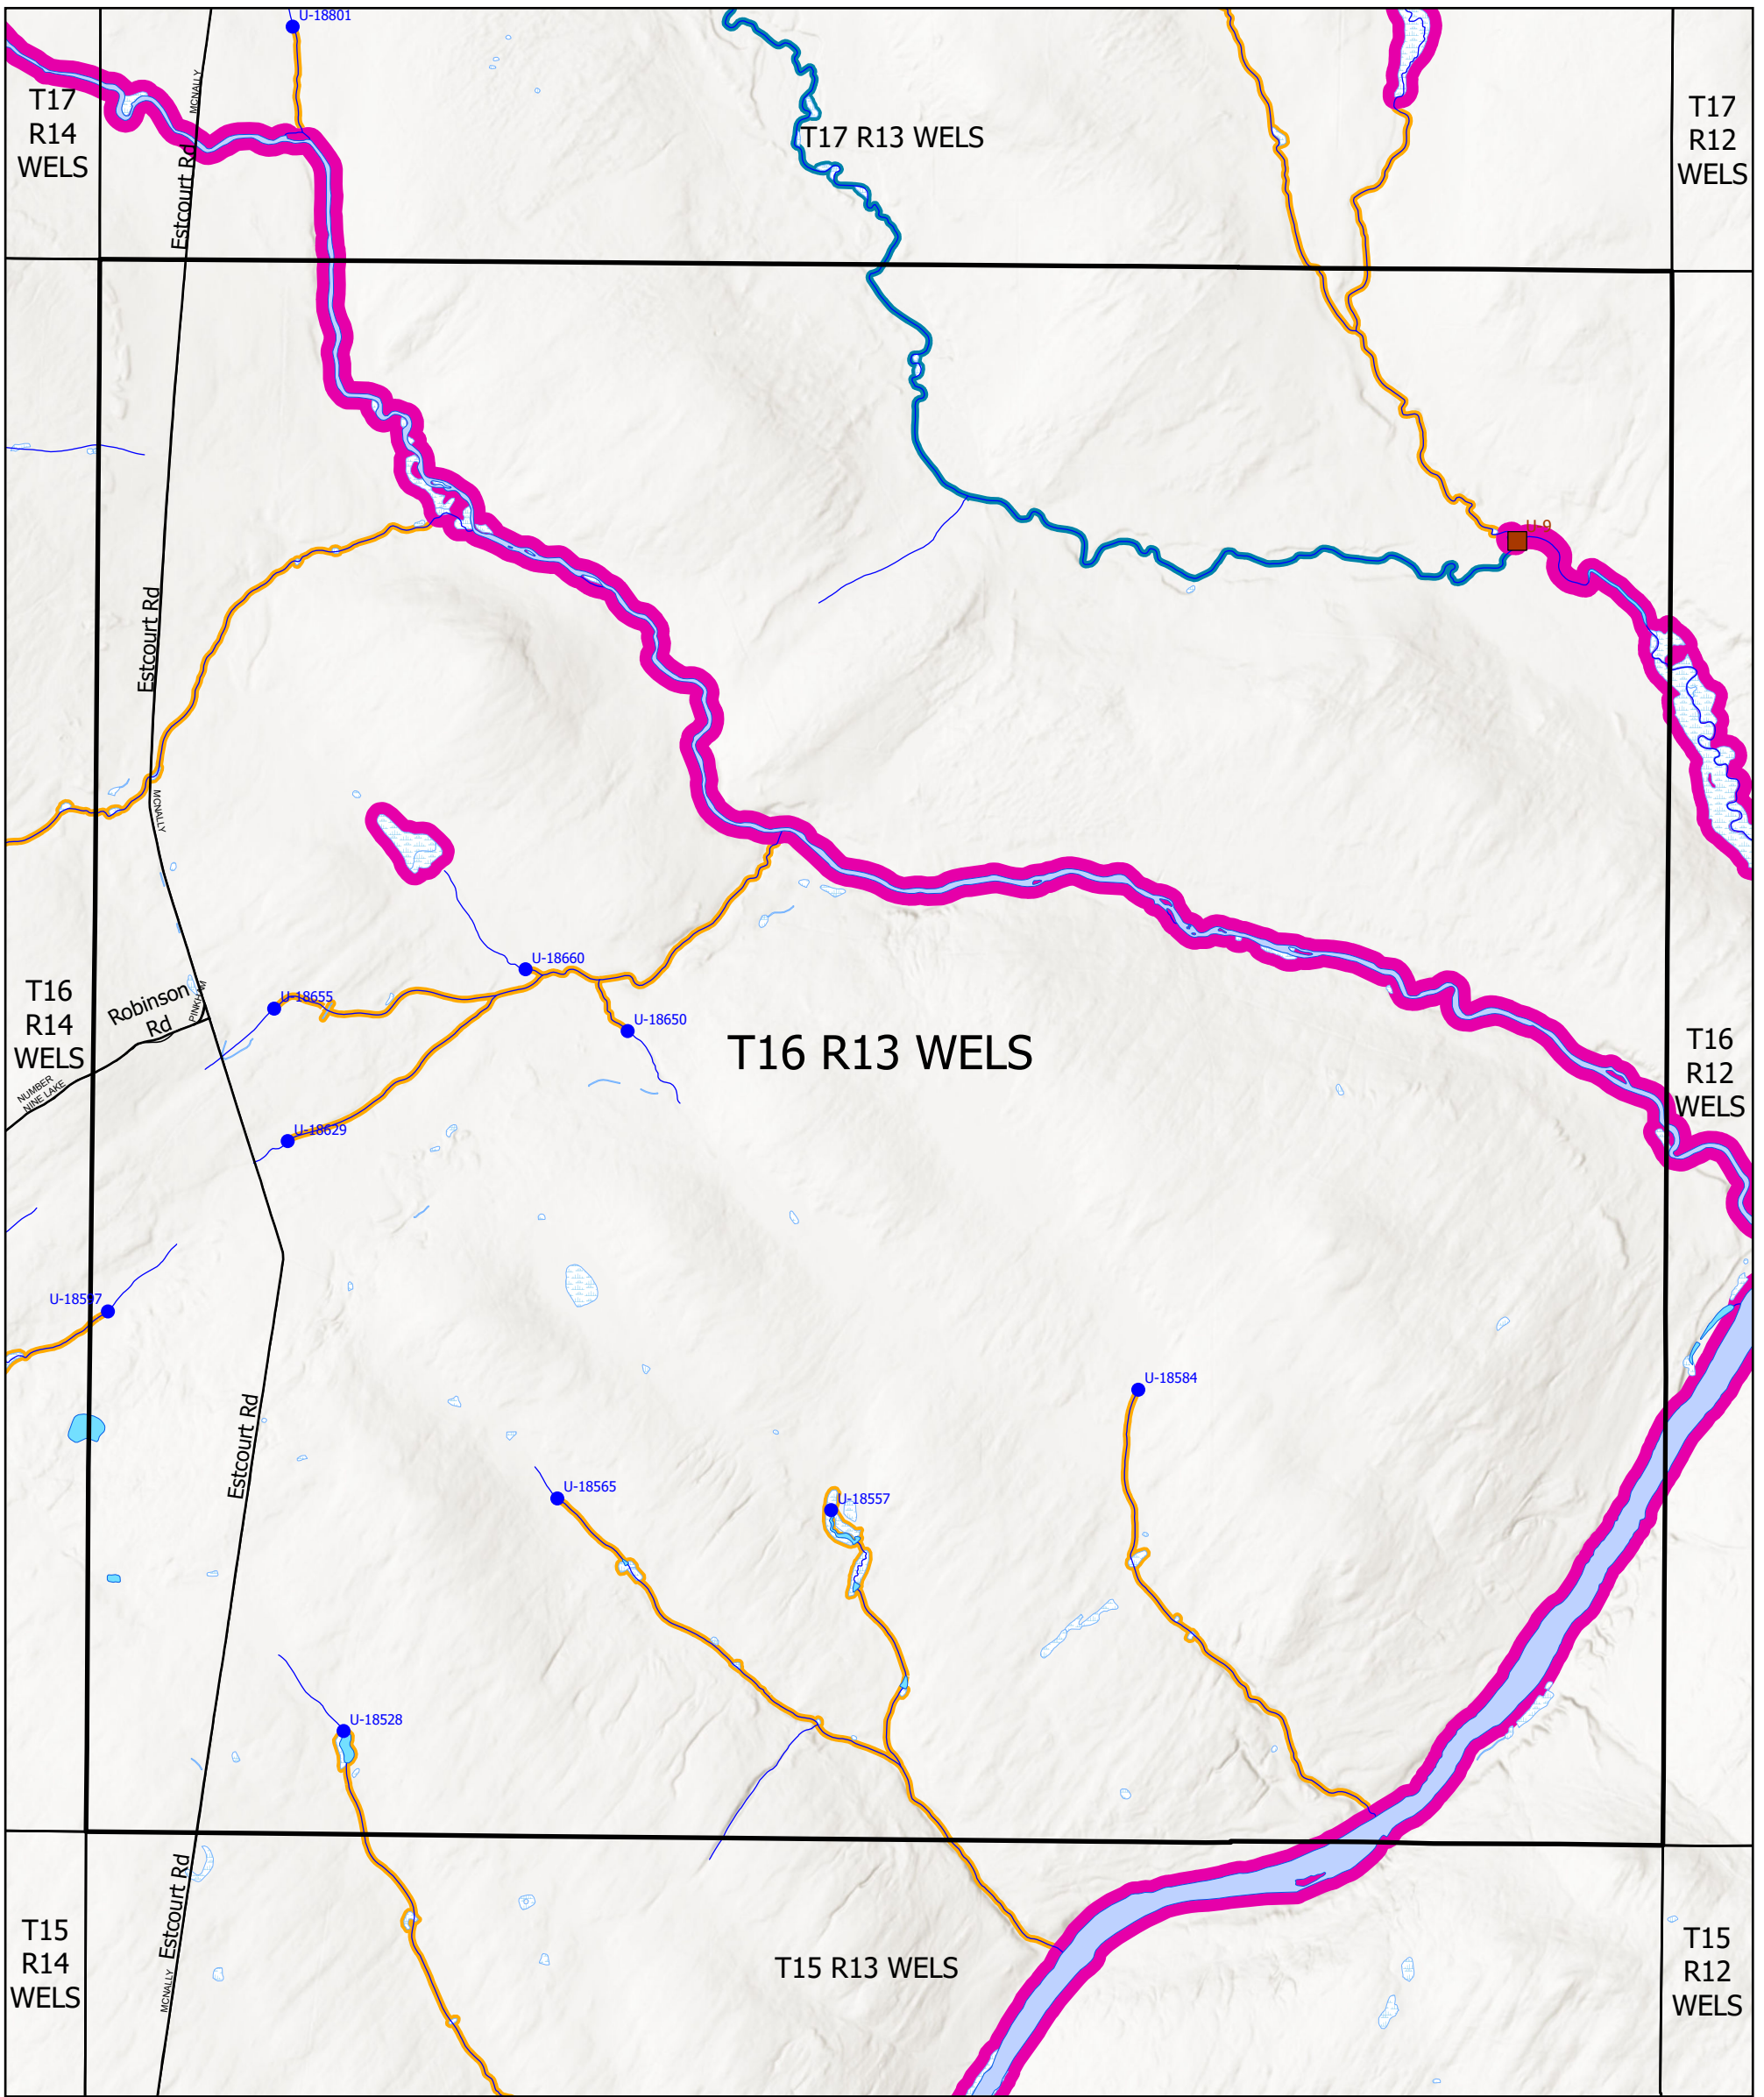 U-18801
MCNALLY
T17
R14
WELS
T17 R13 WELS
T17
R12
WELS
Estcourt Rd
U-9
Estcourt Rd
MCNALLY
U-18660
T16
R14
WELS
Robinson
Rd
PINKHAM
U-18655
U-18650
T16 R13 WELS
T16
R12
WELS
NUMBER
NINE LAKE
U-18629
U-18597
U-18584
Estcourt Rd
U-18565
U-18557
U-18528
Estcourt Rd
MCNALLY
T15
R14
WELS
T15 R13 WELS
T15
R12
WELS